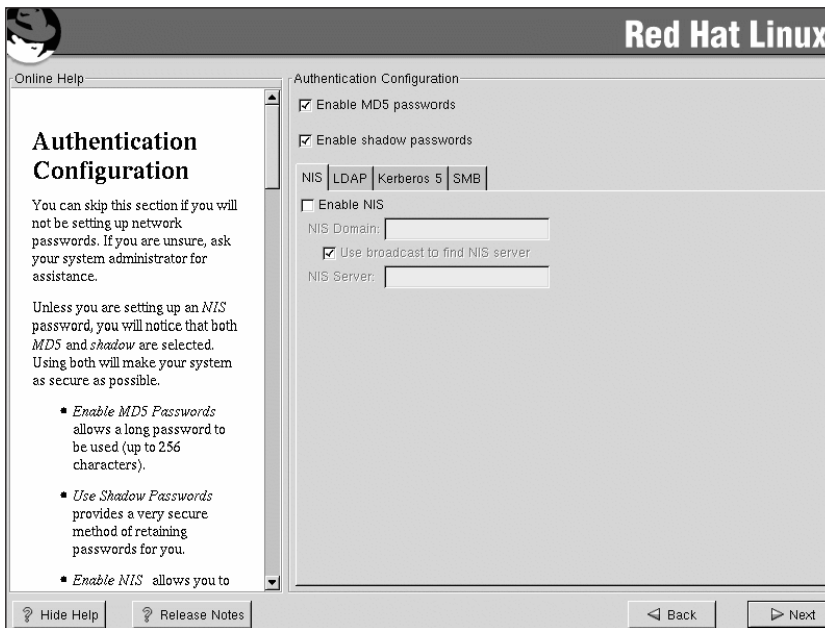 Red Hat Linux
Online Help
Authentication
Configuration
You can skip this section if you will
not be setting up network
passwords. If you are unsure, ask
your system administrator for
assistance.
Unless you are setting up an NIS
password, you will notice that both
MD5 and shadow are selected.
Using both will make your system
as secure as possible.
Enable MD5 Passwords
allows a long password to
be used (up to 256
characters).
Use Shadow Passwords
provides a very secure
method of retaining
passwords for you.
Enable NIS allows you to
Authentication Configuration
Enable MD5 passwords
Enable shadow passwords
NIS LDAP Kerberos 5 SMB
Enable NIS
NIS Domain:
Use broadcast to find NIS server
NIS Server:
Hide Help Release Notes Back Next